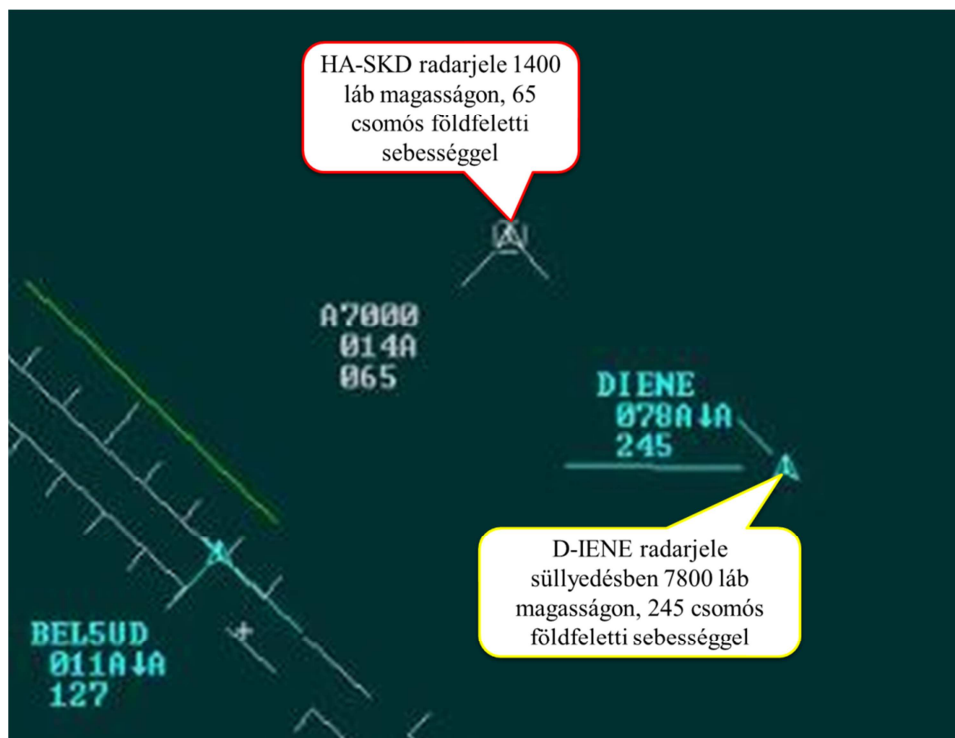 HA-SKD radarjele 1400
láb magasságon, 65
csomós földfeletti
sebességgel
A7000
014A
065
DIENE
078A↓A
245
D-IENE radarjele
süllyedésben 7800 láb
magasságon, 245 csomós
földfeletti sebességgel
BEL5UD
011A↓A
127